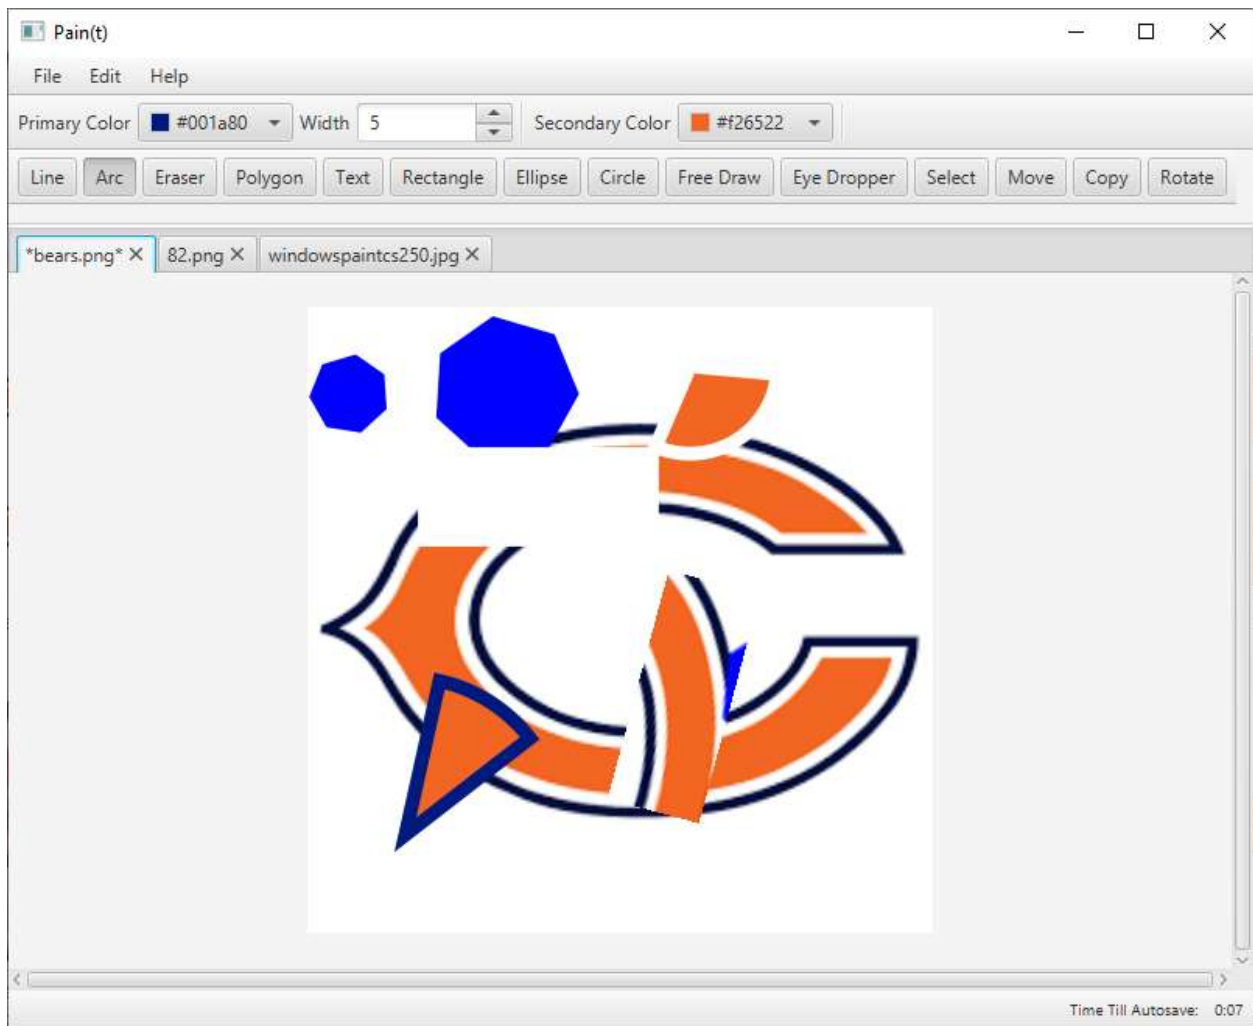 Pain(t)
File Edit Help
Primary Color #001a80 Width 5 Secondary Color #f26522
Line Arc Eraser Polygon Text Rectangle Ellipse Circle Free Draw Eye Dropper Select Move Copy Rotate
*bears.png* 82.png windowspaintcs250.jpg
Time Till Autosave: 0:07